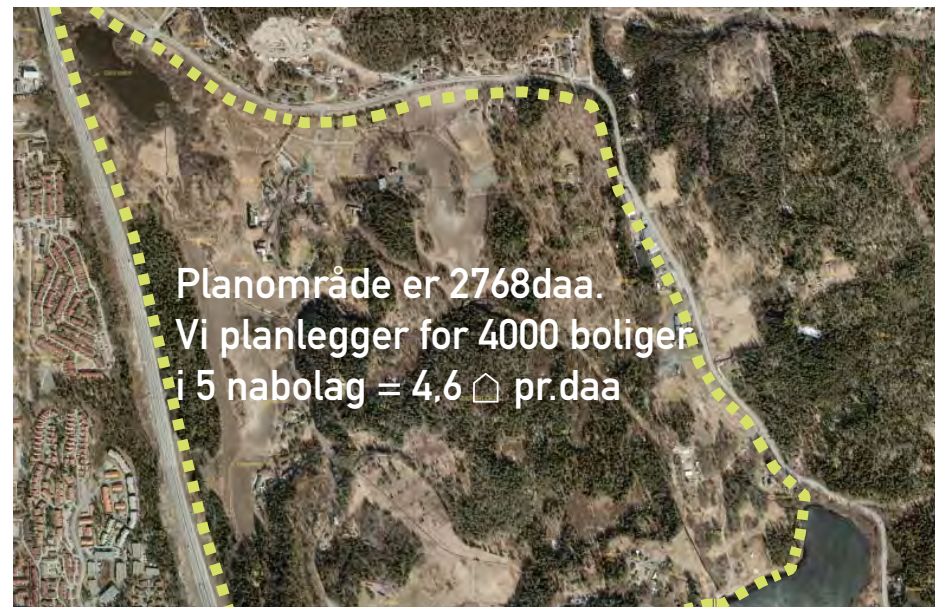 Planområde er 2768daa.
Vi planlegger for 4000 boliger
i 5 nabolag = 4,6 ⌂ pr.daa